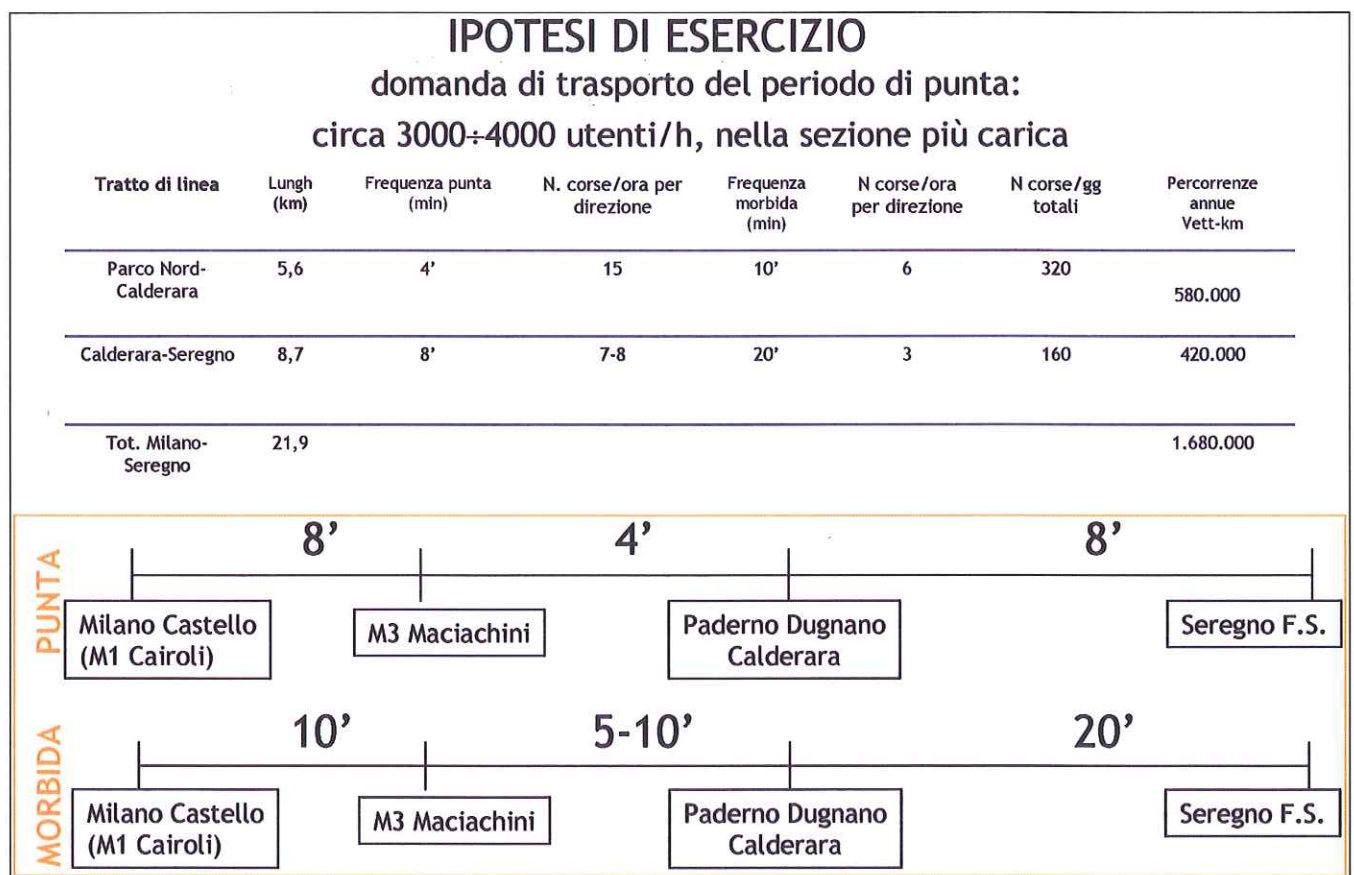 IPOTESI DI ESERCIZIO
domanda di trasporto del periodo di punta:
circa 3000÷4000 utenti/h, nella sezione più carica
Tratto di linea
Lungh
(km)
Frequenza punta
(min)
N. corse/ora per
direzione
Frequenza
morbida
(min)
N corse/ora
per direzione
N corse/gg
totali
Percorrenze
annue
Vett-km
Parco Nord-
Calderara
5,6
4’
15
10’
6
320
580.000
Calderara-Seregno
8,7
8’
7-8
20’
3
160
420.000
Tot. Milano-
Seregno
21,9
1.680.000
PUNTA
8’
4’
8’
Milano Castello
(M1 Cairoli)
M3 Maciachini
Paderno Dugnano
Calderara
Seregno F.S.
MORBIDA
10’
5-10’
20’
Milano Castello
(M1 Cairoli)
M3 Maciachini
Paderno Dugnano
Calderara
Seregno F.S.